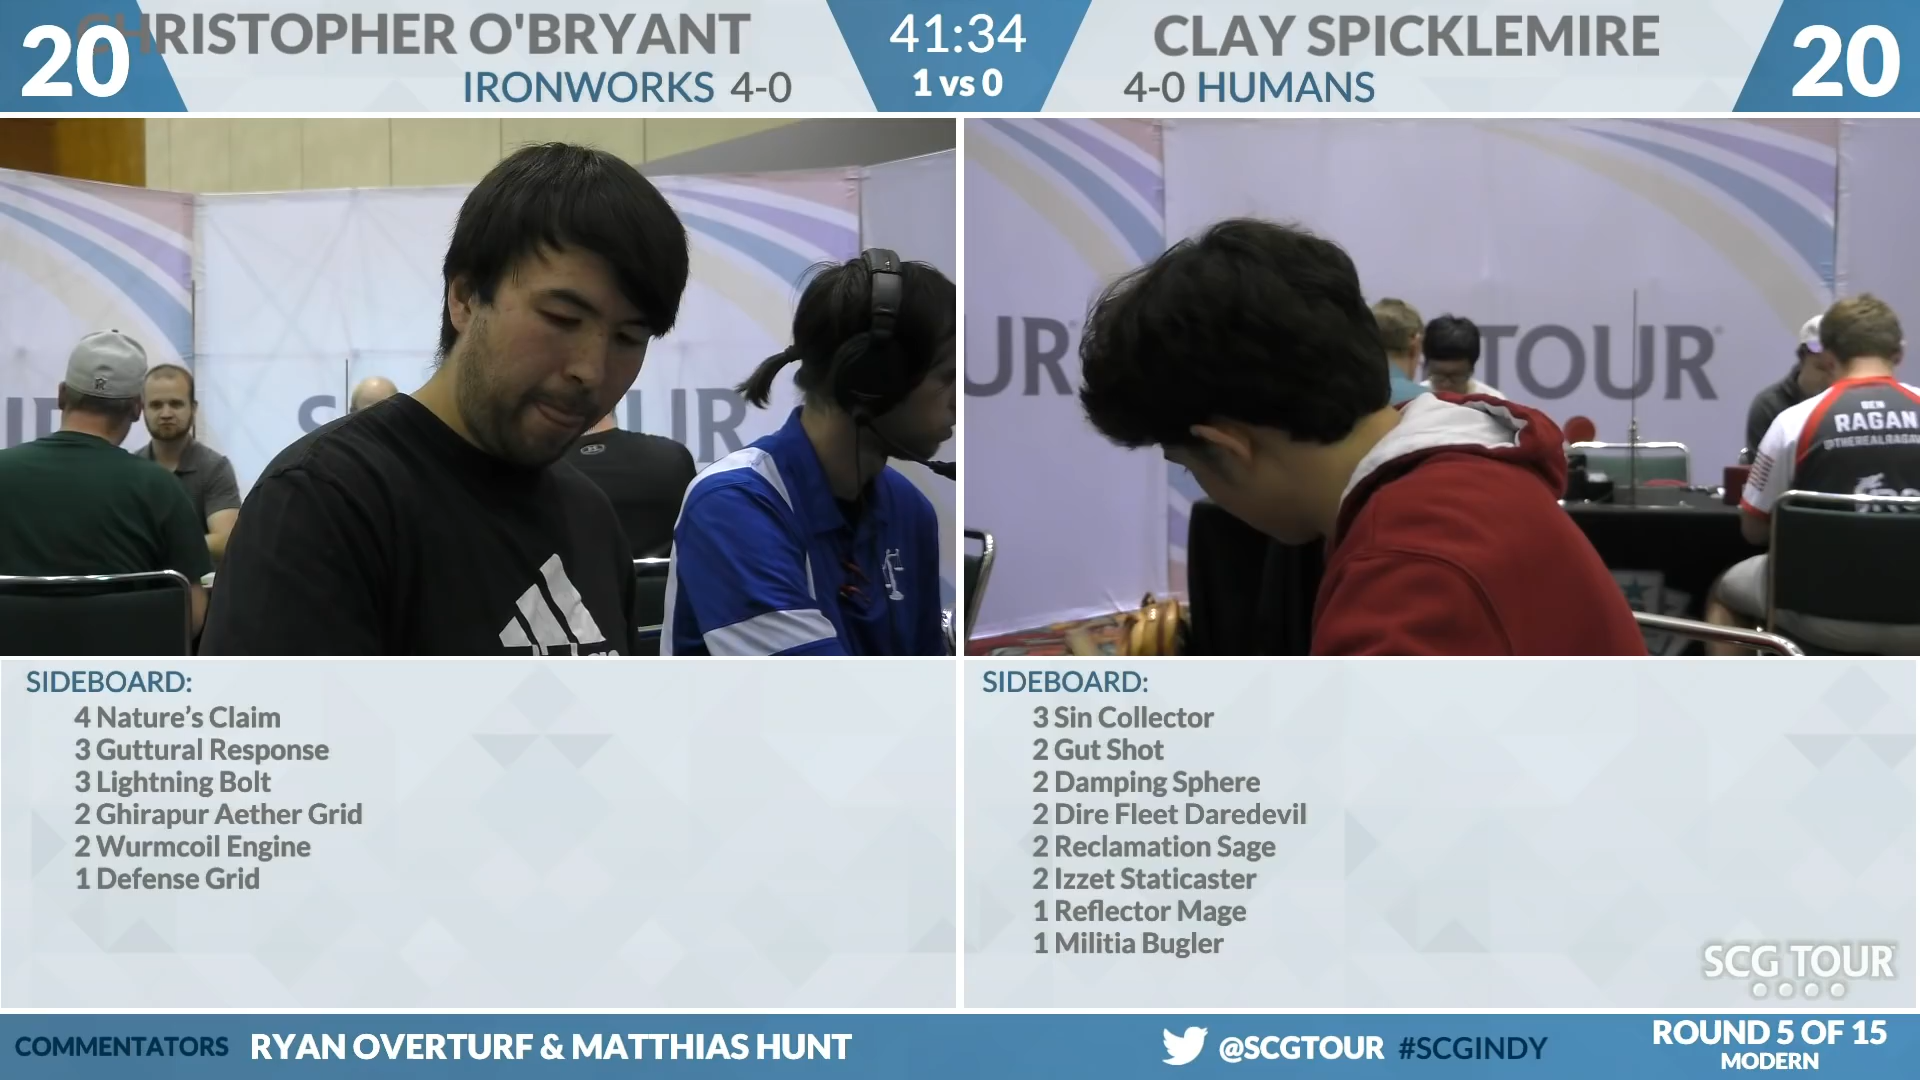 20
CHRISTOPHER O'BRYANT
IRONWORKS 4-0
41:34
1 vs 0
CLAY SPICKLEMIRE
4-0 HUMANS
20
UR
TOUR
BEN
RAGAN
SIDEBOARD:
4 Nature's Claim
3 Guttural Response
3 Lightning Bolt
2 Ghirapur Aether Grid
2 Wurmcoil Engine
1 Defense Grid
SIDEBOARD:
3 Sin Collector
2 Gut Shot
2 Damping Sphere
2 Dire Fleet Daredevil
2 Reclamation Sage
2 Izzet Staticaster
1 Reflector Mage
1 Militia Bugler
SCG TOUR
COMMENTATORS RYAN OVERTURF & MATTHIAS HUNT
@SCGTOUR #SCGINDY
ROUND 5 OF 15
MODERN